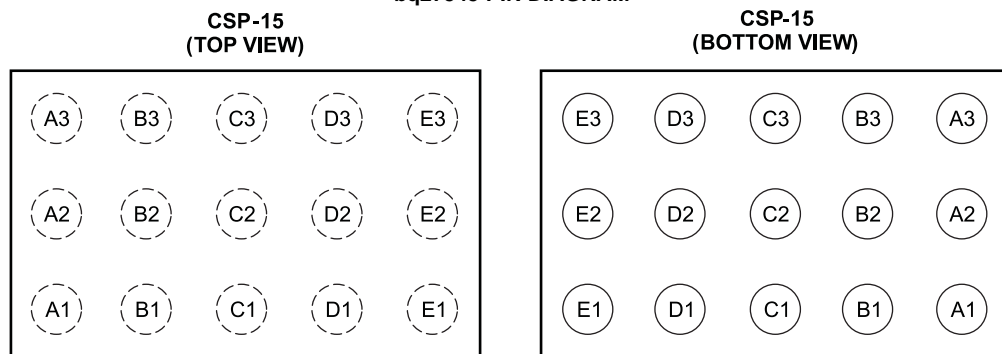 PIN DIAGRAM
CSP-15
(TOP VIEW)
A3 B3 C3 D3 E3
A2 B2 C2 D2 E2
A1 B1 C1 D1 E1
CSP-15
(BOTTOM VIEW)
E3 D3 C3 B3 A3
E2 D2 C2 B2 A2
E1 D1 C1 B1 A1